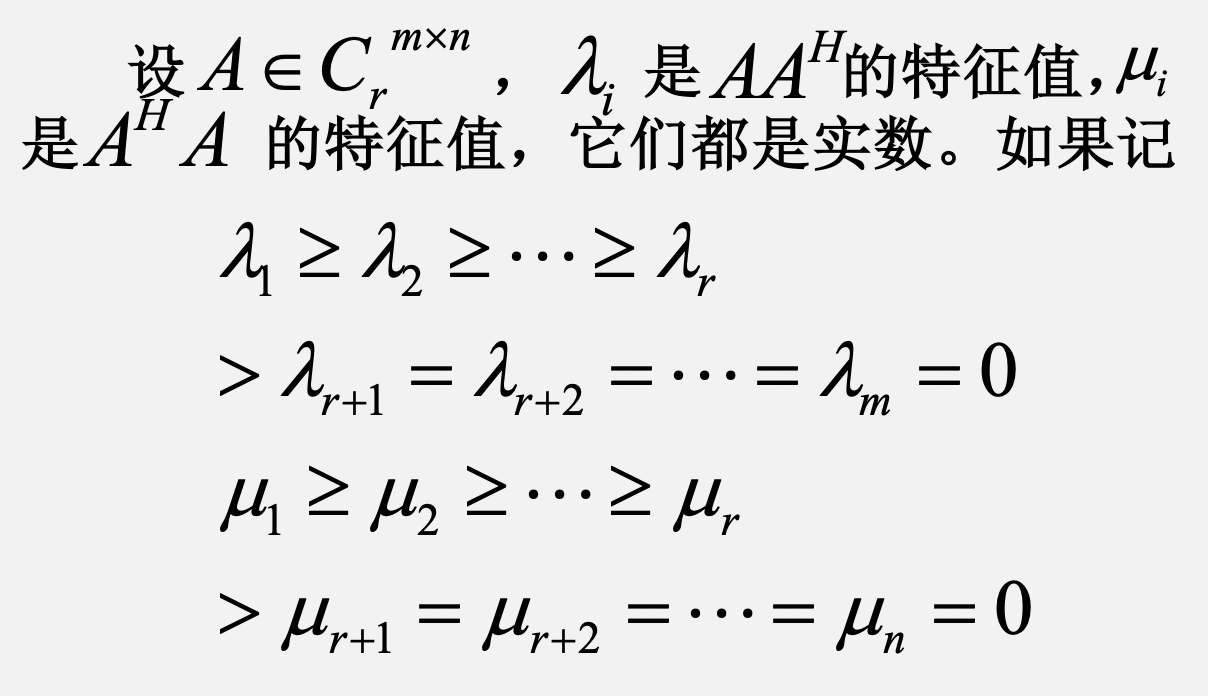 设 $A \in C_r^{m \times n}$ ， $\lambda_i$ 是 $AA^H$ 的特征值，$\mu_i$
是 $A^H A$ 的特征值，它们都是实数。如果记
$\lambda_1 \geq \lambda_2 \geq \cdots \geq \lambda_r$
$> \lambda_{r+1} = \lambda_{r+2} = \cdots = \lambda_m = 0$
$\mu_1 \geq \mu_2 \geq \cdots \geq \mu_r$
$> \mu_{r+1} = \mu_{r+2} = \cdots = \mu_n = 0$